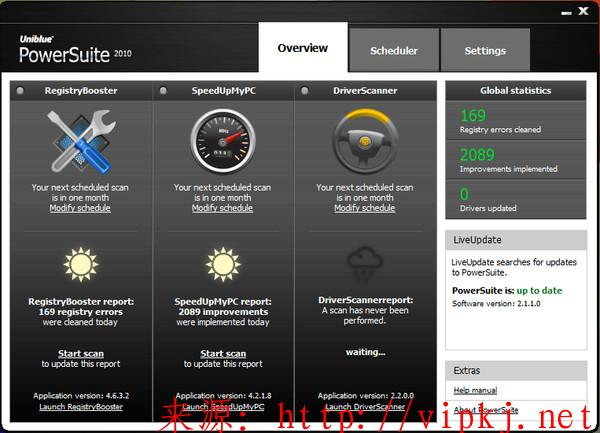 Uniblue
PowerSuite 2010
Overview
Scheduler
Settings
RegistryBooster
Your next scheduled scan
is in one month
Modify schedule
RegistryBooster report:
169 registry errors
were cleaned today
Start scan
to update this report
Application version: 4.6.3.2
Launch RegistryBooster
SpeedUpMyPC
MHz
Your next scheduled scan
is in one month
Modify schedule
SpeedUpMyPC report:
2089 improvements
were implemented today
Start scan
to update this report
Application version: 4.2.1.8
Launch SpeedUpMyPC
DriverScanner
Your next scheduled scan
is in one month
Modify schedule
DriverScannerreport:
A scan has never been
performed.
waiting...
Application version: 2.2.0.0
Launch DriverScanner
Global statistics
169
Registry errors cleaned
2089
Improvements implemented
0
Drivers updated
LiveUpdate
LiveUpdate searches for updates
to PowerSuite.
PowerSuite is: up to date
Software version: 2.1.1.0
Extras
Help manual
About PowerSuite
来源: http://vipkj.net